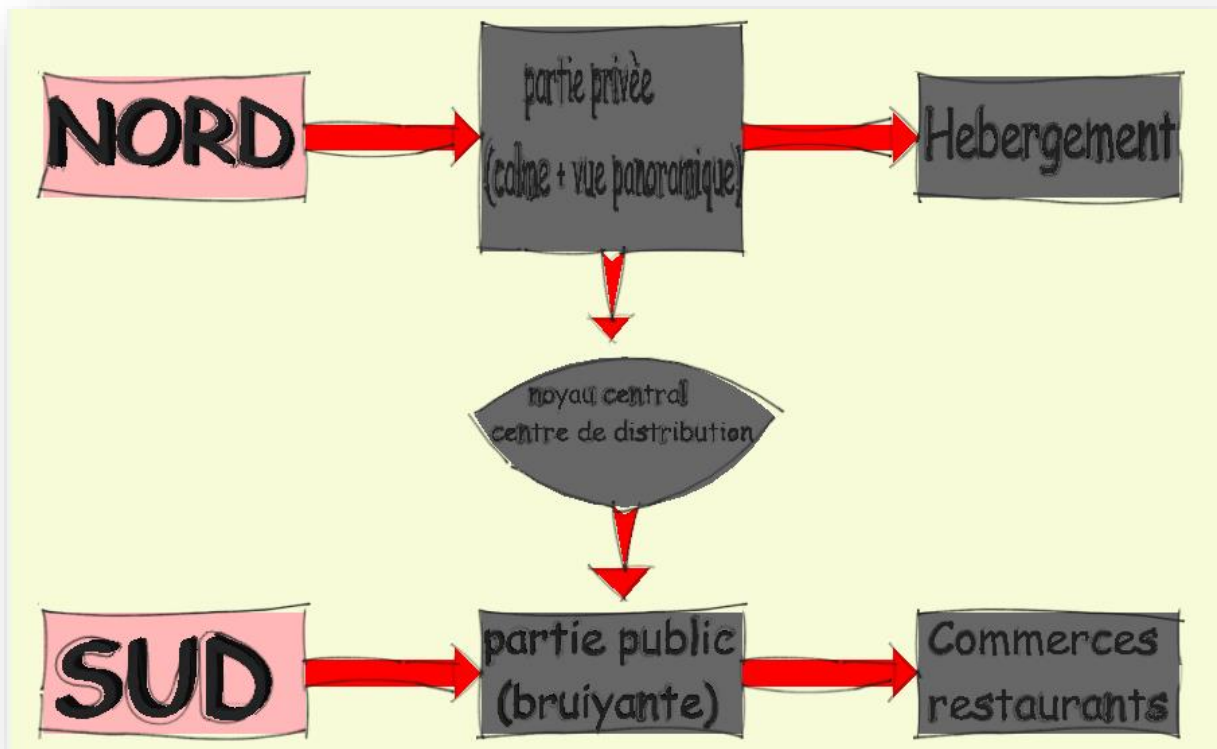 NORD
partie privèe
(calme + vue panoramique)
Hebergement
noyau central
centre de distribution
SUD
partie public
(bruiyante)
Commerces
restaurants